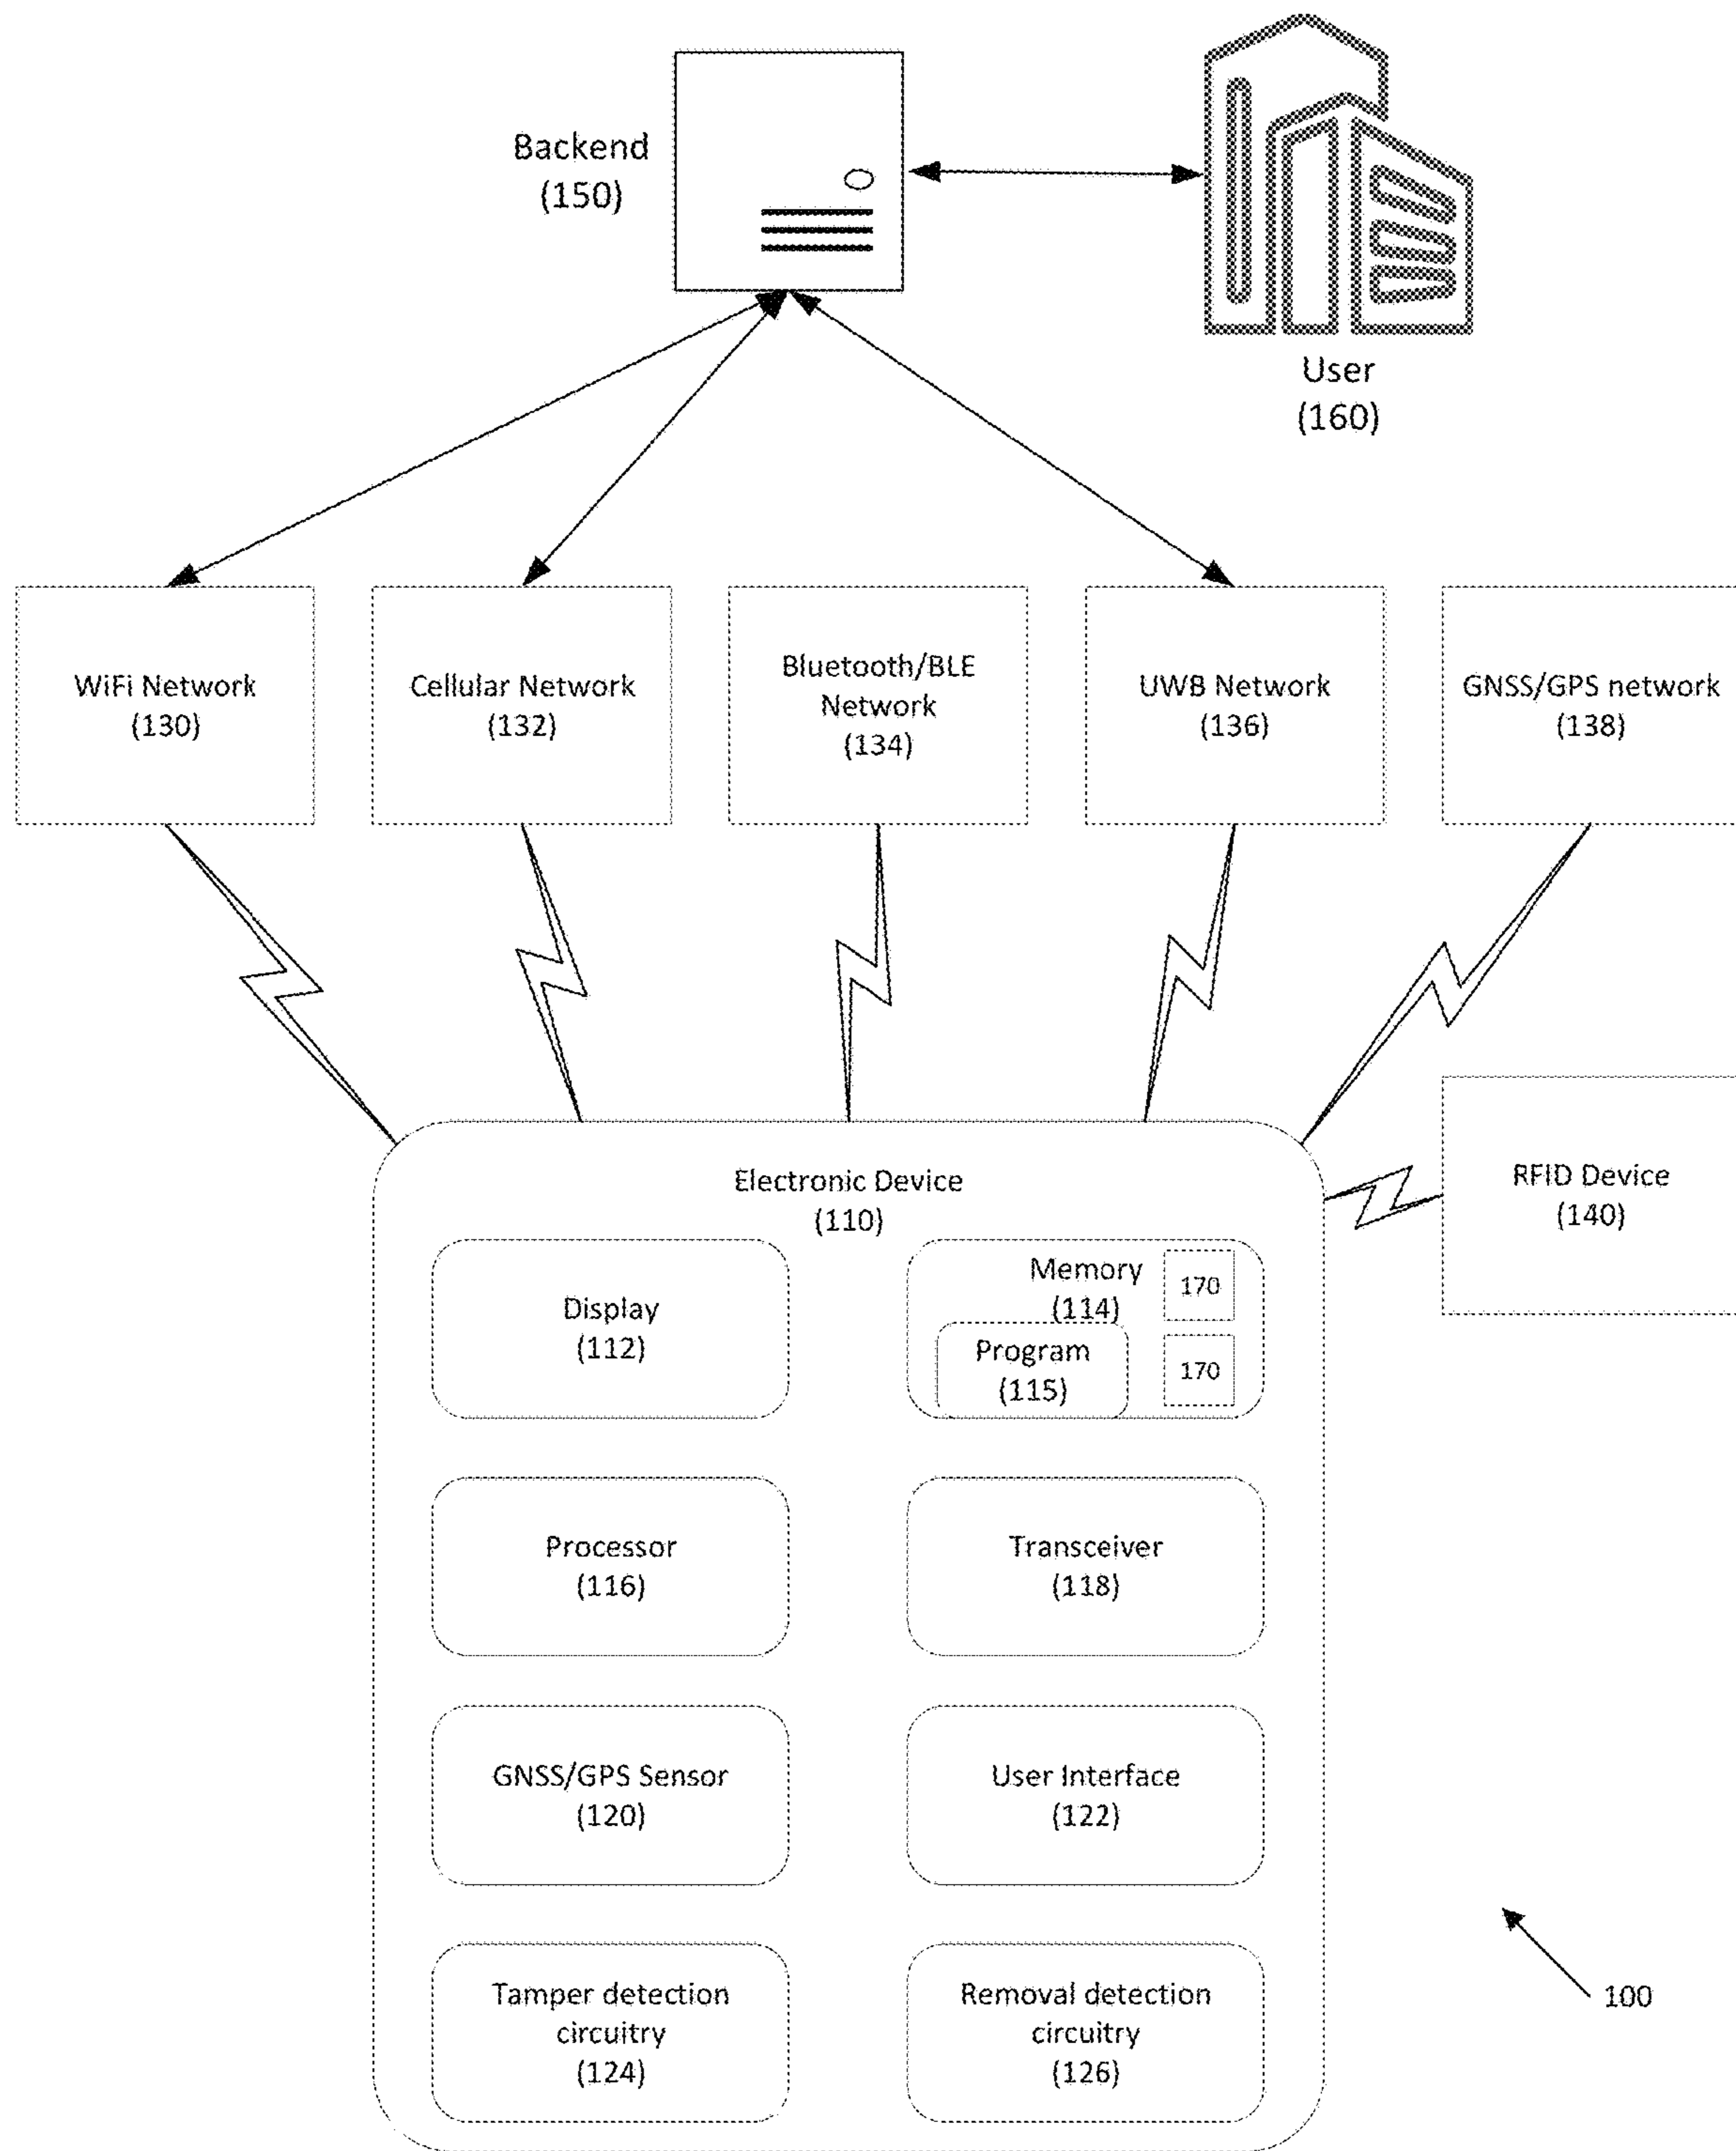 Backend
(150)
User
(160)
WiFi Network
(130)
Cellular Network
(132)
Bluetooth/BLE
Network
(134)
UWB Network
(136)
GNSS/GPS network
(138)
Electronic Device
(110)
RFID Device
(140)
Display
(112)
Memory
(114)
170
Program
(115)
170
Processor
(116)
Transceiver
(118)
GNSS/GPS Sensor
(120)
User Interface
(122)
Tamper detection
circuitry
(124)
Removal detection
circuitry
(126)
100